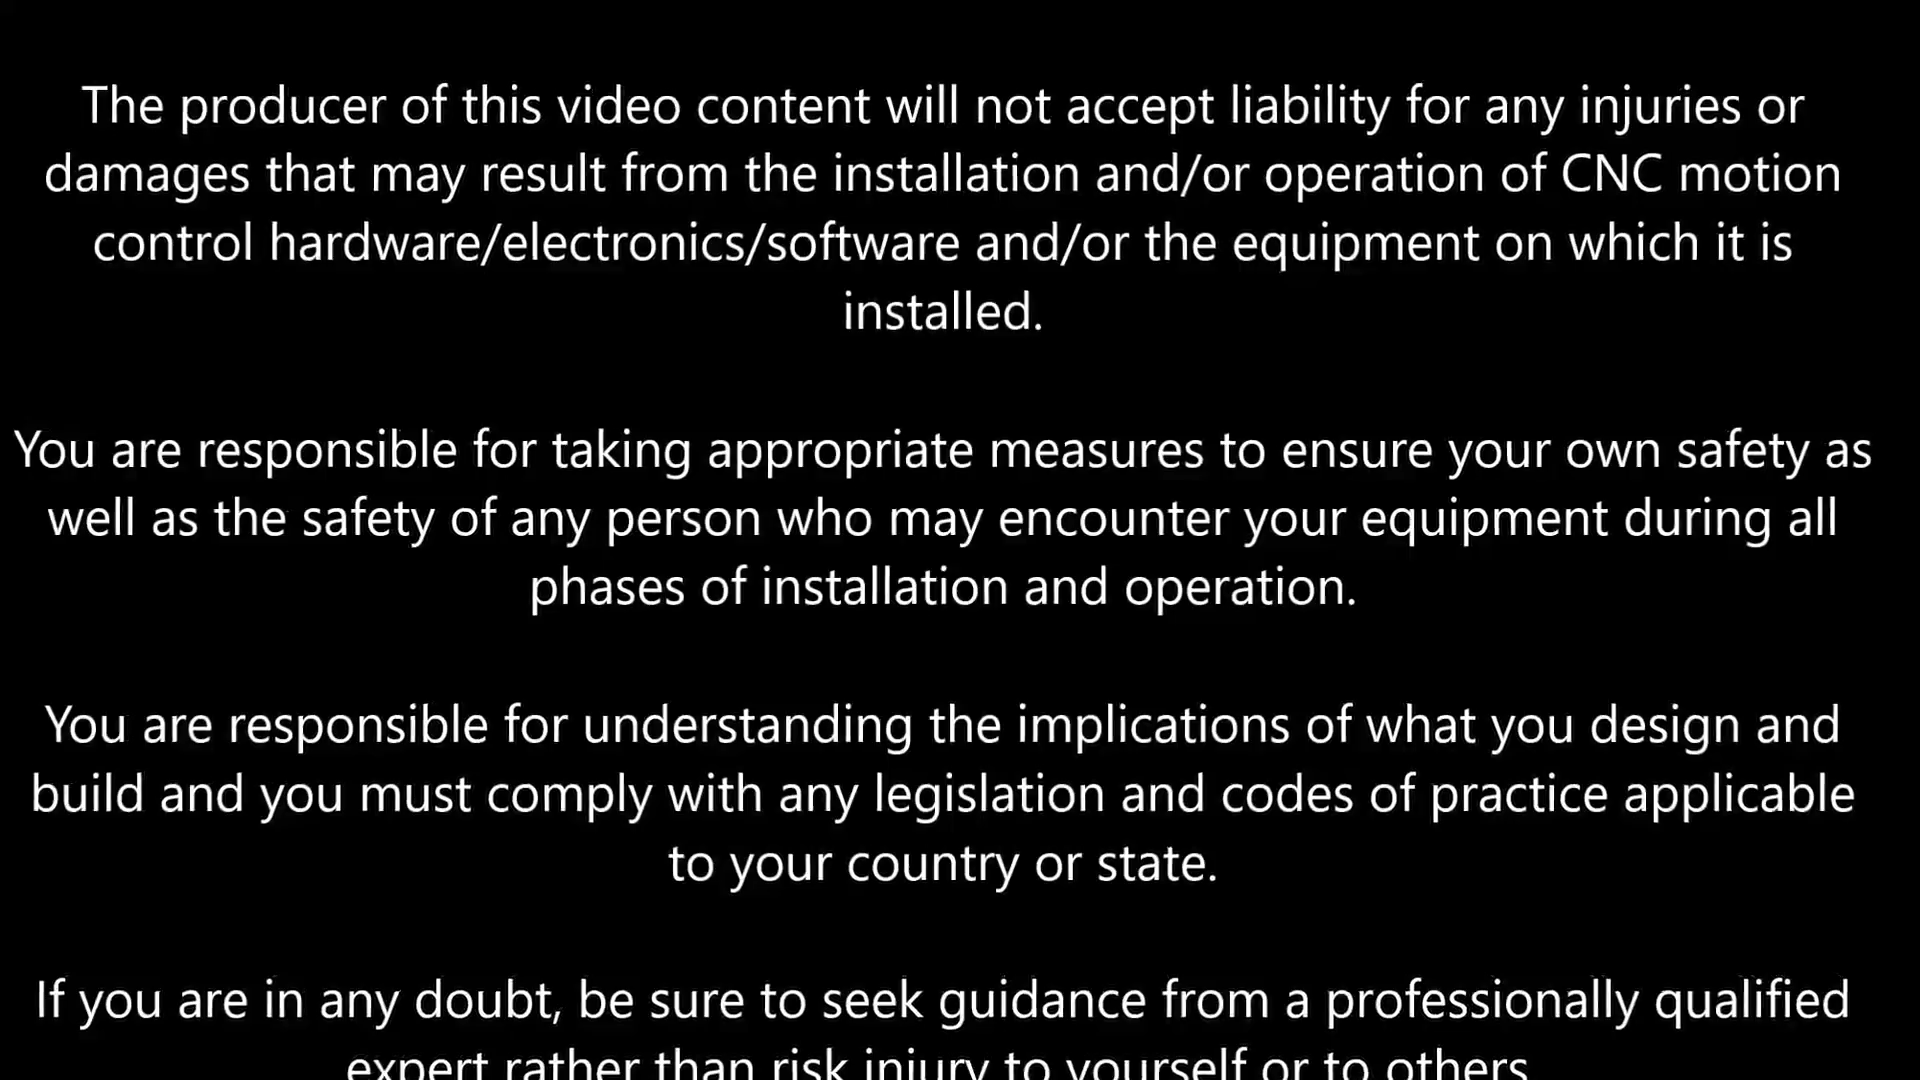 The producer of this video content will not accept liability for any injuries or
damages that may result from the installation and/or operation of CNC motion
control hardware/electronics/software and/or the equipment on which it is
installed.
You are responsible for taking appropriate measures to ensure your own safety as
well as the safety of any person who may encounter your equipment during all
phases of installation and operation.
You are responsible for understanding the implications of what you design and
build and you must comply with any legislation and codes of practice applicable
to your country or state.
If you are in any doubt, be sure to seek guidance from a professionally qualified
expert rather than risk injury to yourself or to others